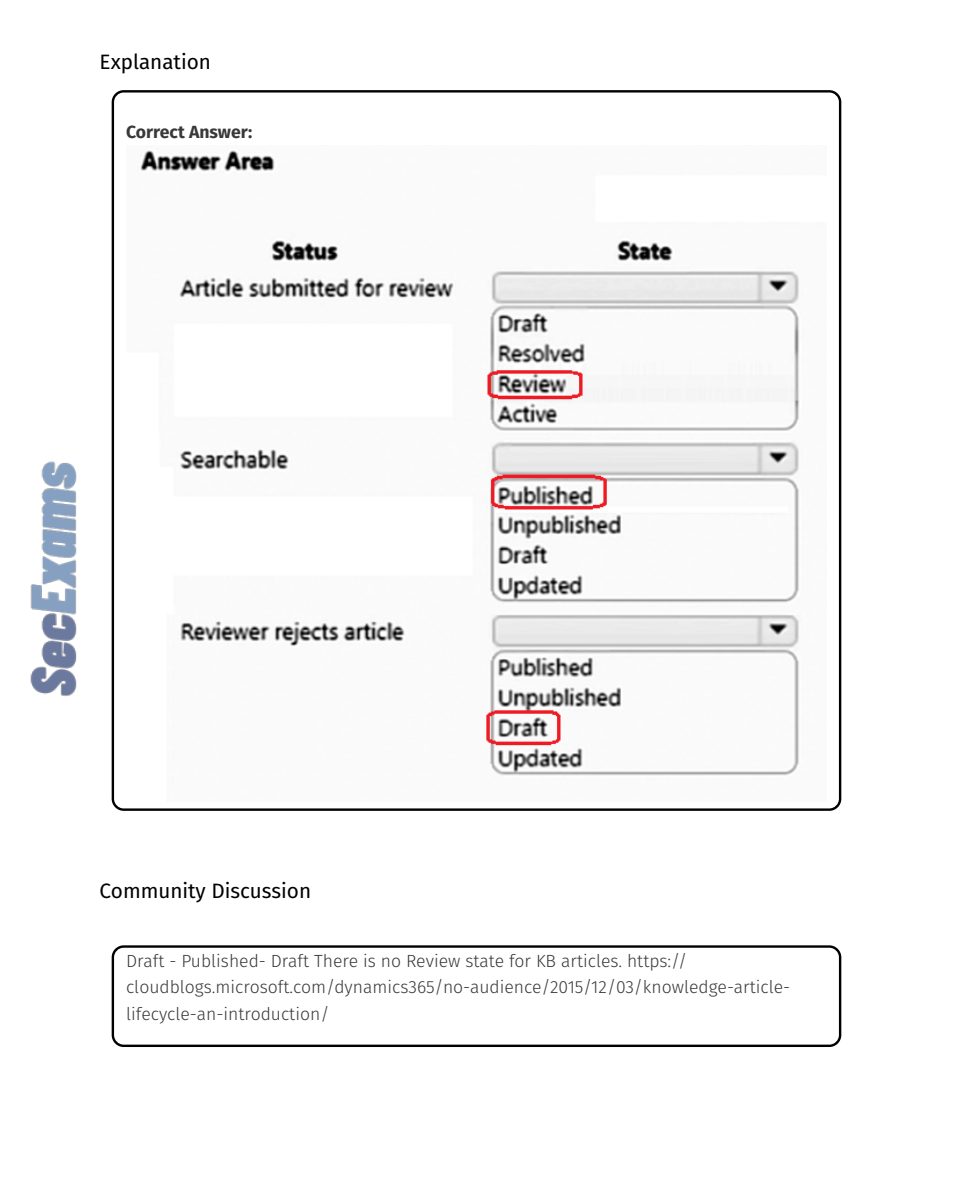 Explanation
Correct Answer:
Answer Area
Status State
Article submitted for review
Draft
Resolved
Review
Active
Searchable
Published
Unpublished
Draft
Updated
Reviewer rejects article
Published
Unpublished
Draft
Updated
SecExams
Community Discussion
Draft - Published- Draft There is no Review state for KB articles. https://
cloudblogs.microsoft.com/dynamics365/no-audience/2015/12/03/knowledge-article-
lifecycle-an-introduction/